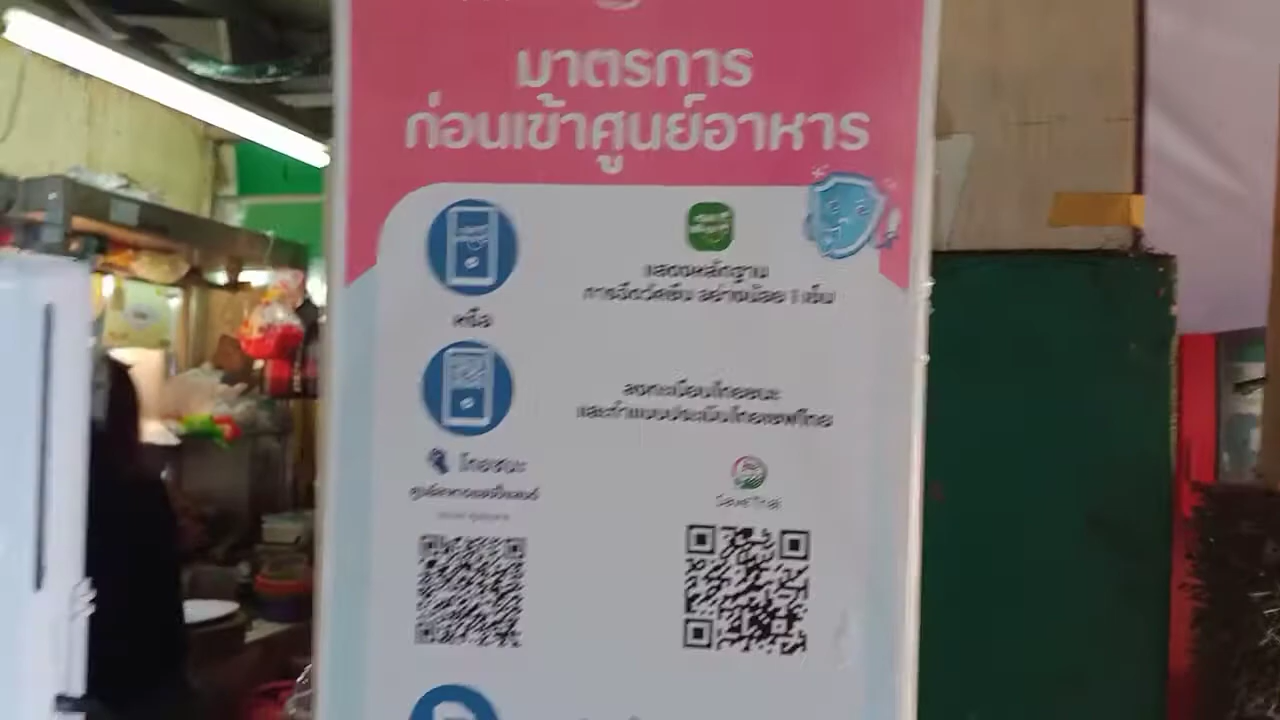 มาตรการ
ก่อนเข้าศูนย์อาหาร
แสดงหลักฐาน
การฉีดวัคซีน อย่างน้อย 1 เข็ม
หรือ
ลงทะเบียนไทยชนะ
และทำแบบประเมินไทยเซฟไทย
ไทยชนะ
SaveThai